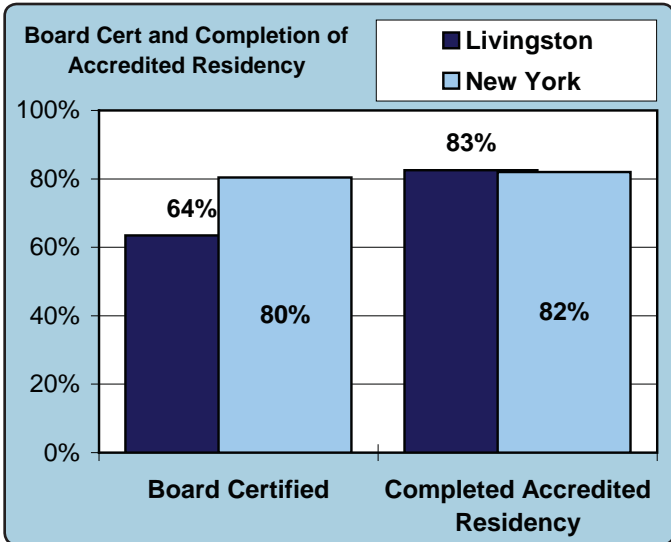 Board Cert and Completion of
Accredited Residency
Livingston
New York
100%
80%
60%
40%
20%
0%
64%
80%
83%
82%
Board Certified
Completed Accredited
Residency